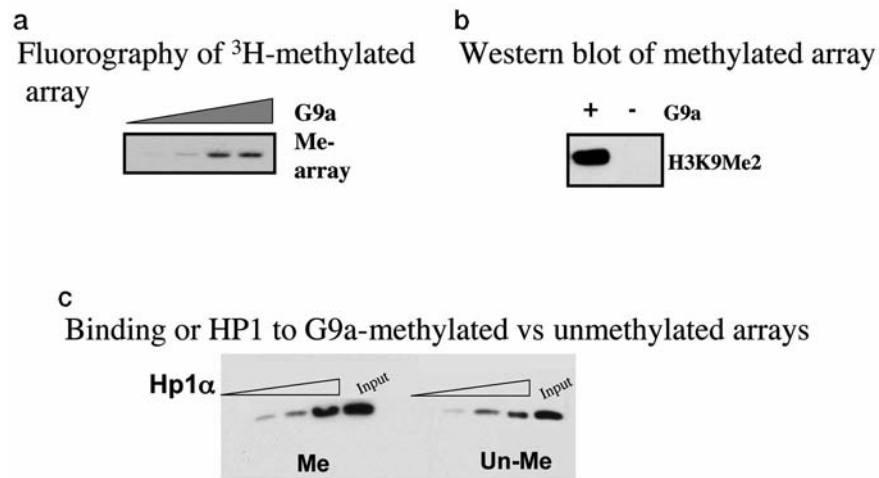 a
Fluorography of ³H-methylated
array
G9a
Me-
array
b
Western blot of methylated array
+ - G9a
H3K9Me2
c
Binding or HP1 to G9a-methylated vs unmethylated arrays
Hp1α
Input
Input
Me
Un-Me